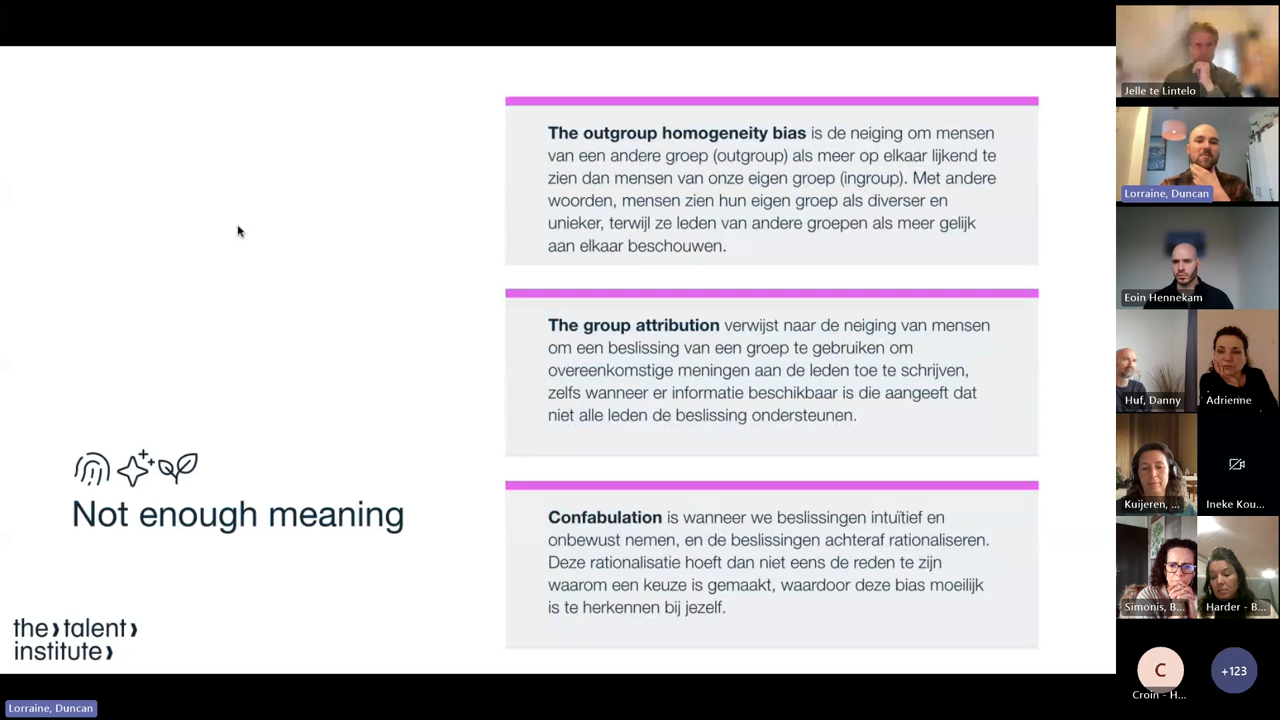 The outgroup homogeneity bias is de neiging om mensen
van een andere groep (outgroup) als meer op elkaar lijkend te
zien dan mensen van onze eigen groep (ingroup). Met andere
woorden, mensen zien hun eigen groep als diverser en
unieker, terwijl ze leden van andere groepen als meer gelijk
aan elkaar beschouwen.
The group attribution verwijst naar de neiging van mensen
om een beslissing van een groep te gebruiken om
overeenkomstige meningen aan de leden toe te schrijven,
zelfs wanneer er informatie beschikbaar is die aangeeft dat
niet alle leden de beslissing ondersteunen.
Not enough meaning
Confabulation is wanneer we beslissingen intuïtief en
onbewust nemen, en de beslissingen achteraf rationaliseren.
Deze rationalisatie hoeft dan niet eens de reden te zijn
waarom een keuze is gemaakt, waardoor deze bias moeilijk
is te herkennen bij jezelf.
the talent
institute
Lorraine, Duncan
Jelle te Lintelo
Lorraine, Duncan
Eoin Hennekam
Huf, Danny
Adrienne
Kuijeren, ...
Ineke Kou...
Simonis, B...
Harder - B...
C
Croin - H...
+123